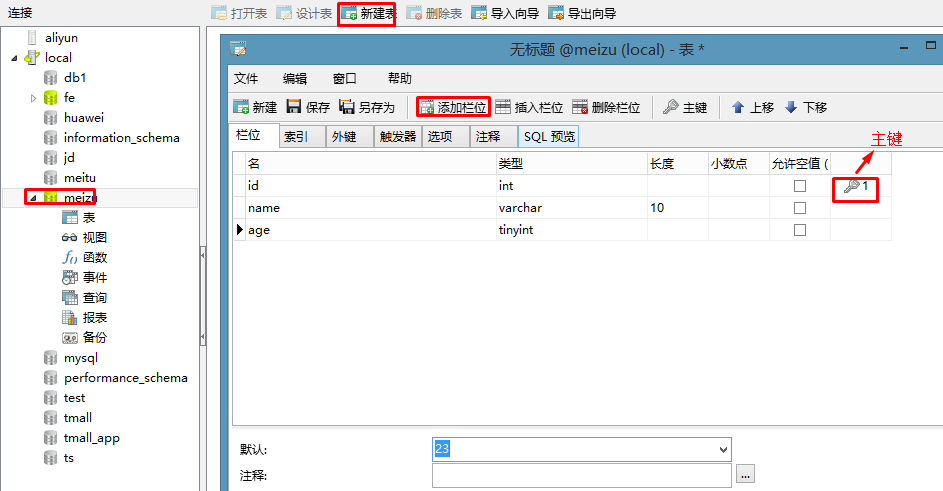 连接
打开表 设计表 新建表 删除表 导入向导 导出向导
aliyun
local
db1
fe
huawei
information_schema
jd
meitu
meizu
表
视图
函数
事件
查询
报表
备份
mysql
performance_schema
test
tmall
tmall_app
ts
无标题 @meizu (local) - 表 *
文件 编辑 窗口 帮助
新建 保存 另存为 添加栏位 插入栏位 删除栏位 主键 上移 下移
栏位 索引 外键 触发器 选项 注释 SQL 预览
主键
名 类型 长度 小数点 允许空值 (
id int 1
name varchar 10
age tinyint
默认: 23
注释: ...